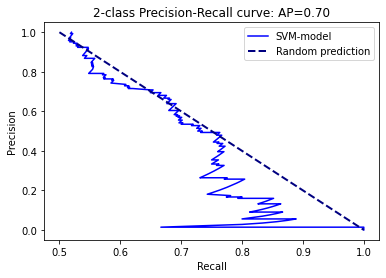 2-class Precision-Recall curve: AP=0.70
SVM-model
Random prediction
Precision
1.0
0.8
0.6
0.4
0.2
0.0
0.5 0.6 0.7 0.8 0.9 1.0
Recall